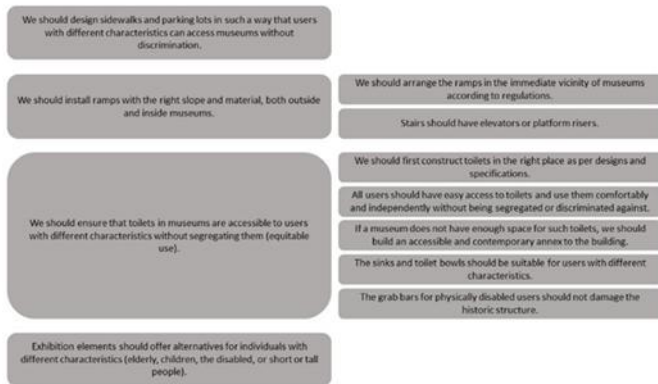 We should design sidewalks and parking lots in such a way that users
with different characteristics can access museums without
discrimination.
We should install ramps with the right slope and material, both outside
and inside museums.
We should arrange the ramps in the immediate vicinity of museums
according to regulations.
Stairs should have elevators or platform risers.
We should ensure that toilets in museums are accessible to users
with different characteristics without segregating them (equitable
use).
We should first construct toilets in the right place as per designs and
specifications.
All users should have easy access to toilets and use them comfortably
and independently without being segregated or discriminated against.
If a museum does not have enough space for such toilets, we should
build an accessible and contemporary annex to the building.
The sinks and toilet bowls should be suitable for users with different
characteristics.
The grab bars for physically disabled users should not damage the
historic structure.
Exhibition elements should offer alternatives for individuals with
different characteristics (elderly, children, the disabled, or short or tall
people).